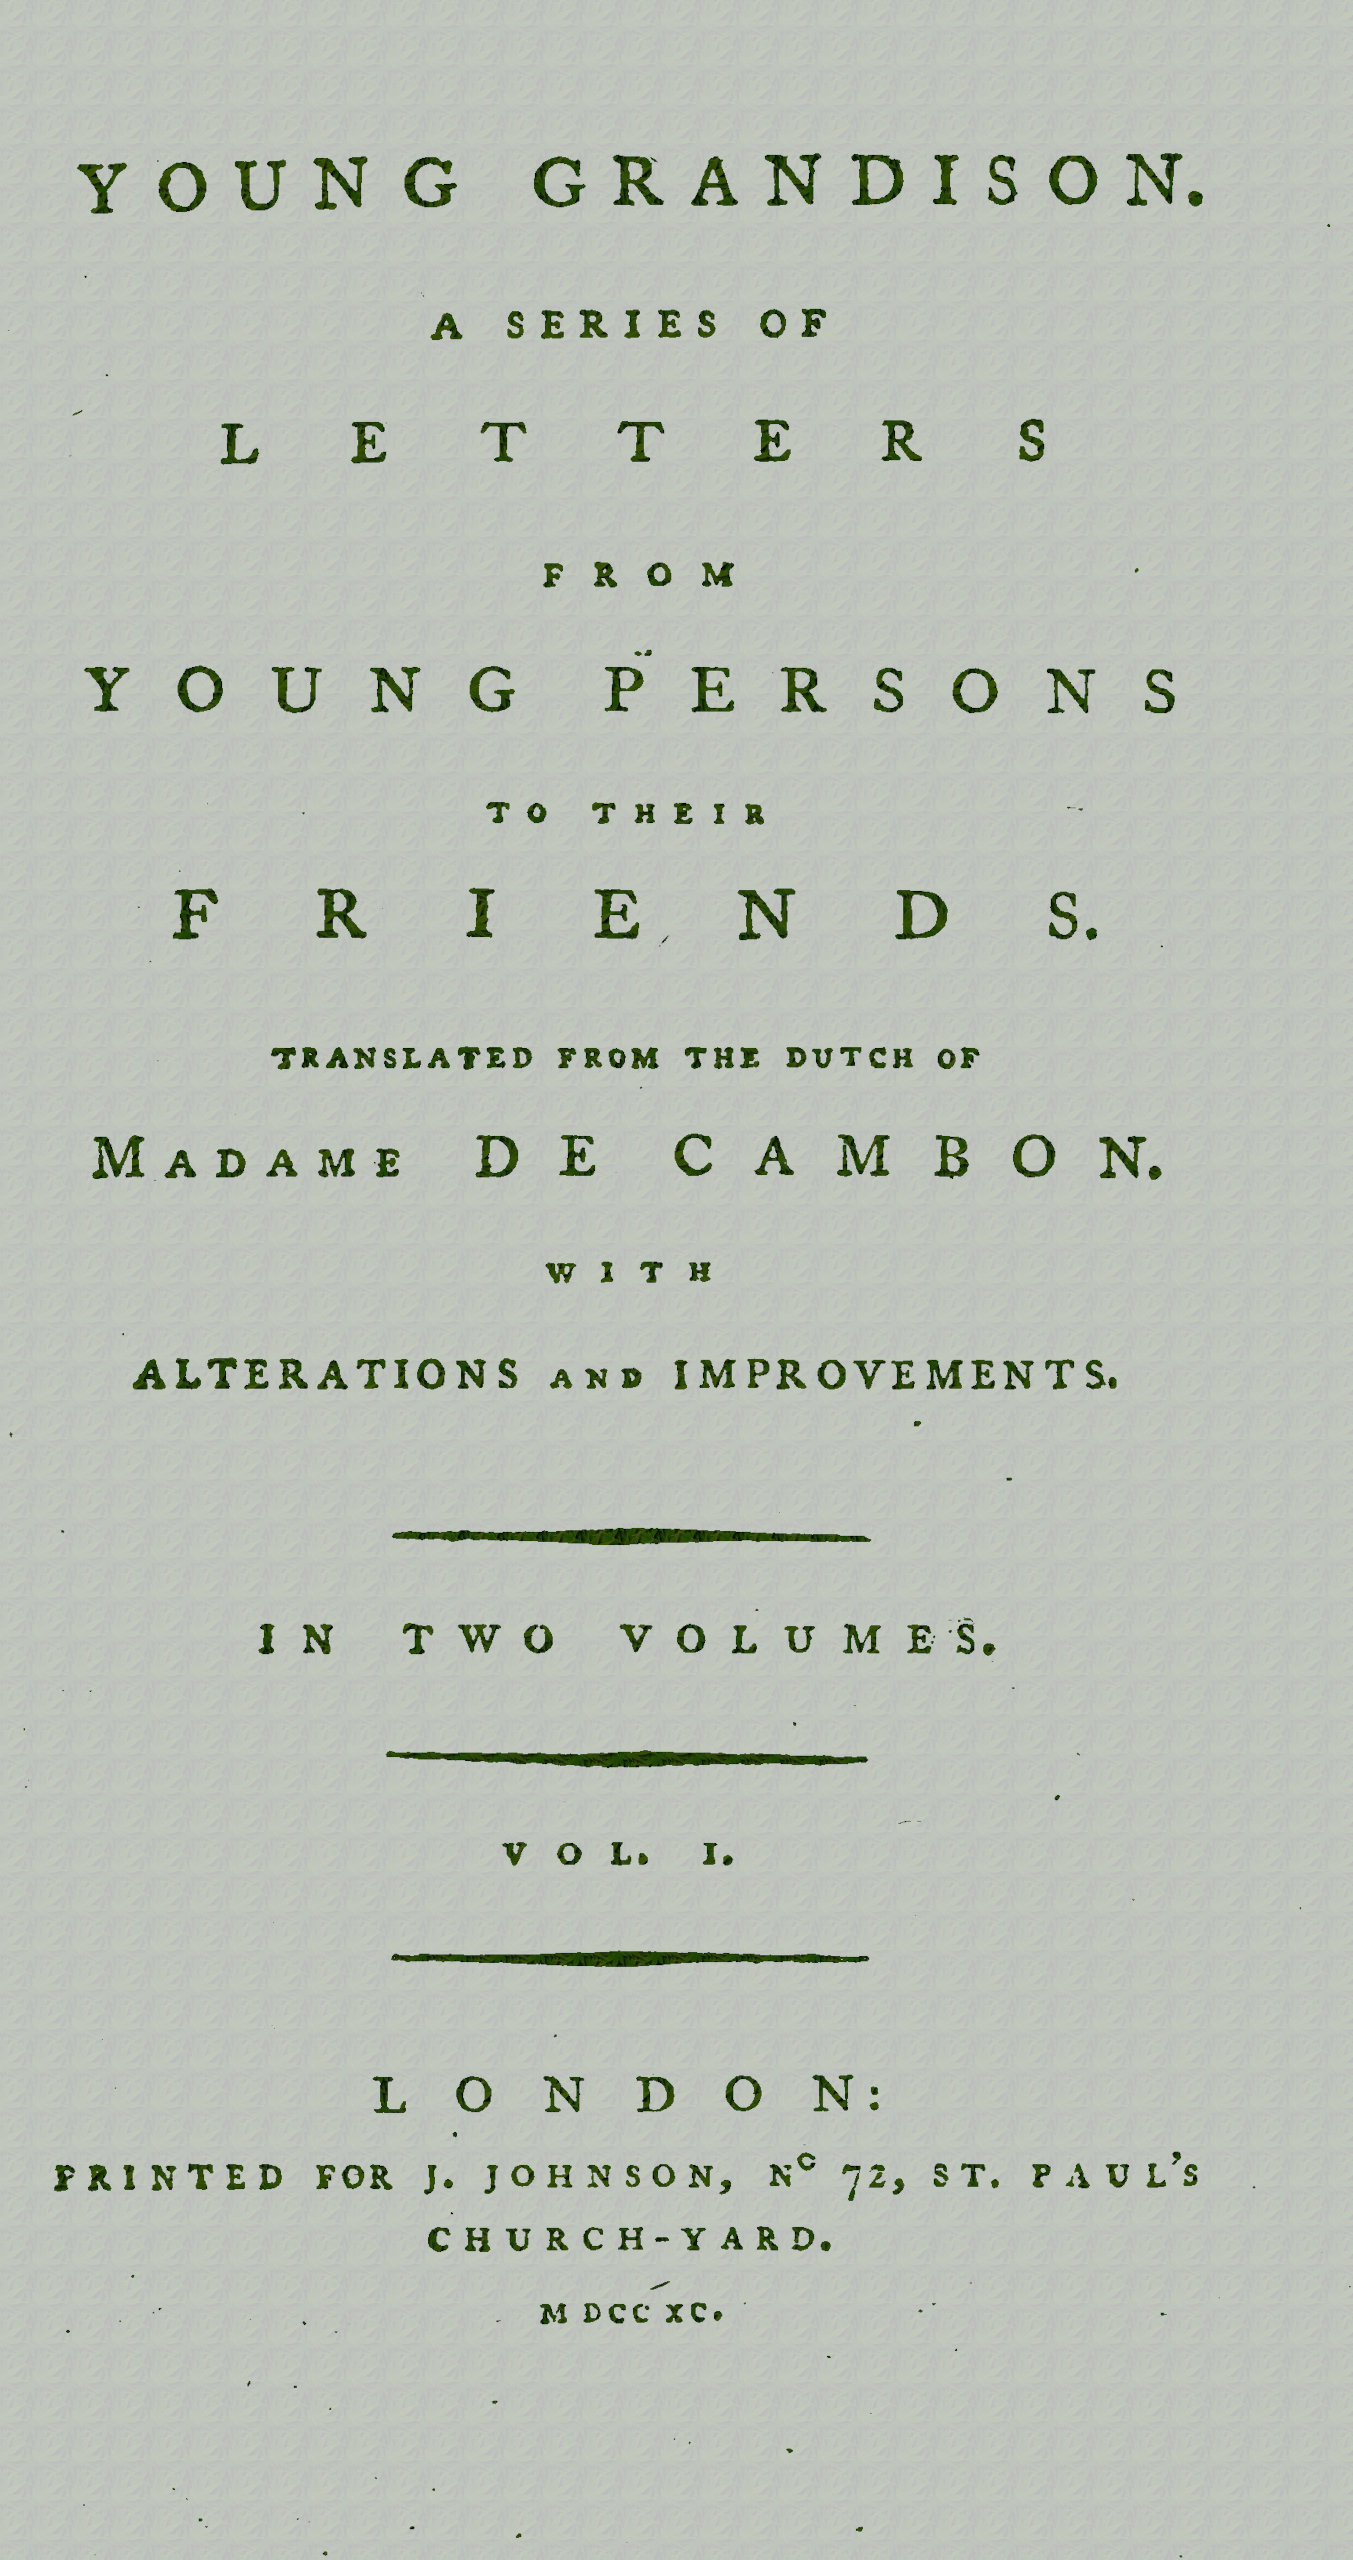 YOUNG GRANDISON.
A SERIES OF
LETTERS
FROM
YOUNG PERSONS
TO THEIR
FRIENDS.
TRANSLATED FROM THE DUTCH OF
MADAME DE CAMBON.
WITH
ALTERATIONS AND IMPROVEMENTS.
IN TWO VOLUMES.
VOL. I.
LONDON:
PRINTED FOR J. JOHNSON, No 72, ST. PAUL'S
CHURCH-YARD.
MDCCXC.